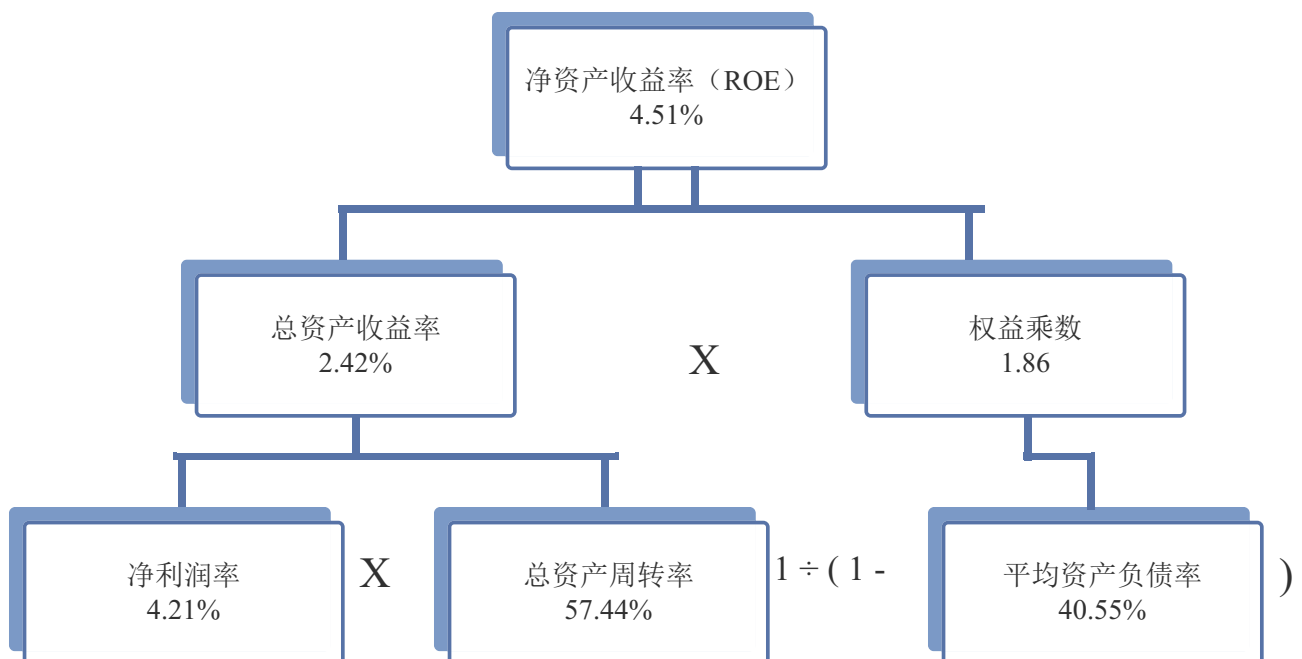 净资产收益率（ROE）
4.51%
总资产收益率
2.42%
X
权益乘数
1.86
净利润率
4.21%
X
总资产周转率
57.44%
1 ÷ ( 1 -
平均资产负债率
40.55%
)